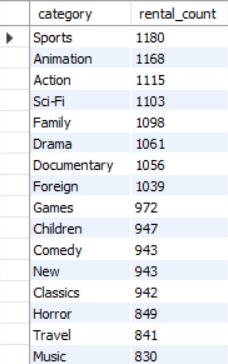 category rental_count
Sports 1180
Animation 1168
Action 1115
Sci-Fi 1103
Family 1098
Drama 1061
Documentary 1056
Foreign 1039
Games 972
Children 947
Comedy 943
New 943
Classics 942
Horror 849
Travel 841
Music 830